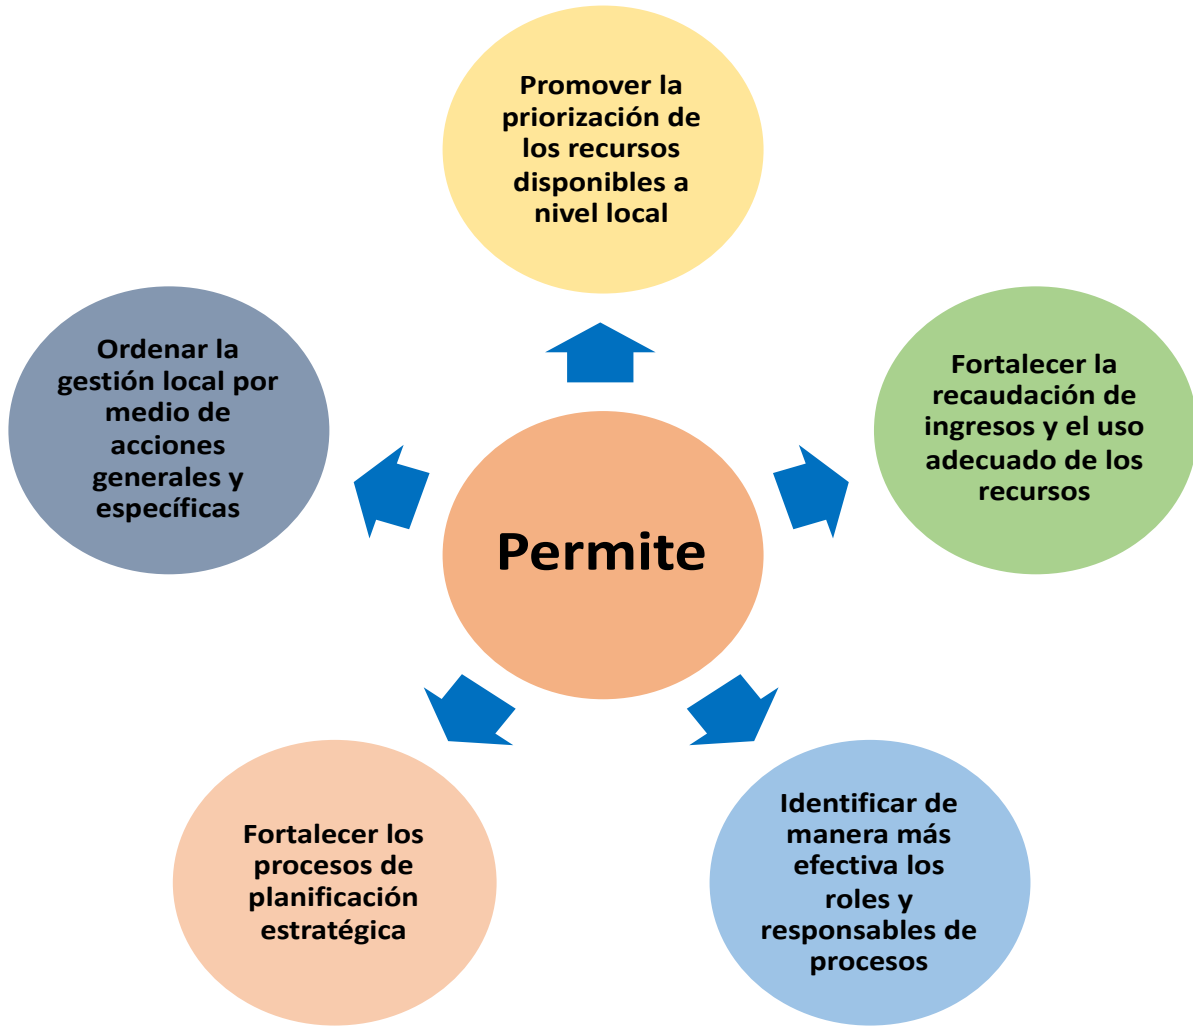 Promover la
priorización de
los recursos
disponibles a
nivel local
Ordenar la
gestión local por
medio de
acciones
generales y
específicas
Fortalecer la
recaudación de
ingresos y el uso
adecuado de los
recursos
Permite
Fortalecer los
procesos de
planificación
estratégica
Identificar de
manera más
efectiva los
roles y
responsables de
procesos